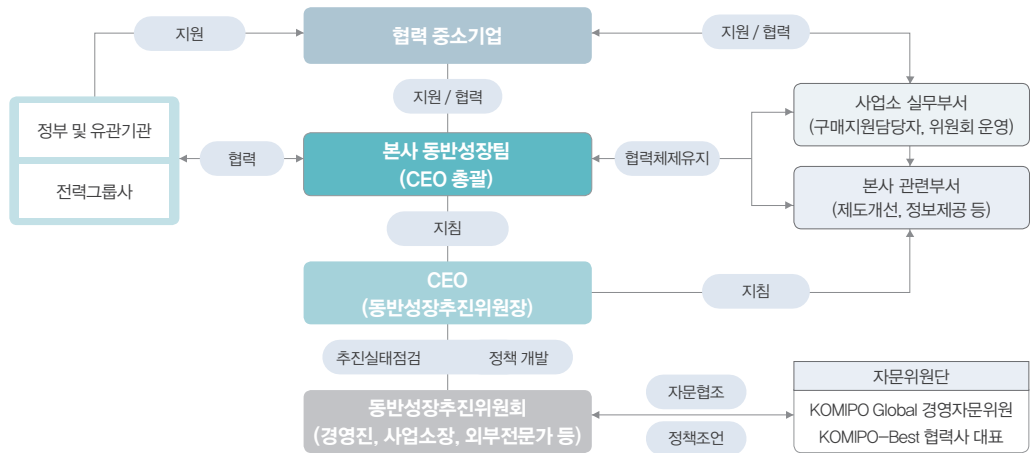 지원
협력 중소기업
지원 / 협력
지원 / 협력
정부 및 유관기관
전력그룹사
협력
본사 동반성장팀
(CEO 총괄)
협력체제유지
사업소 실무부서
(구매지원담당자, 위원회 운영)
본사 관련부서
(제도개선, 정보제공 등)
지침
CEO
(동반성장추진위원장)
지침
추진실태점검
정책 개발
동반성장추진위원회
(경영진, 사업소장, 외부전문가 등)
자문협조
정책조언
자문위원단
KOMIPO Global 경영자문위원
KOMIPO-Best 협력사 대표